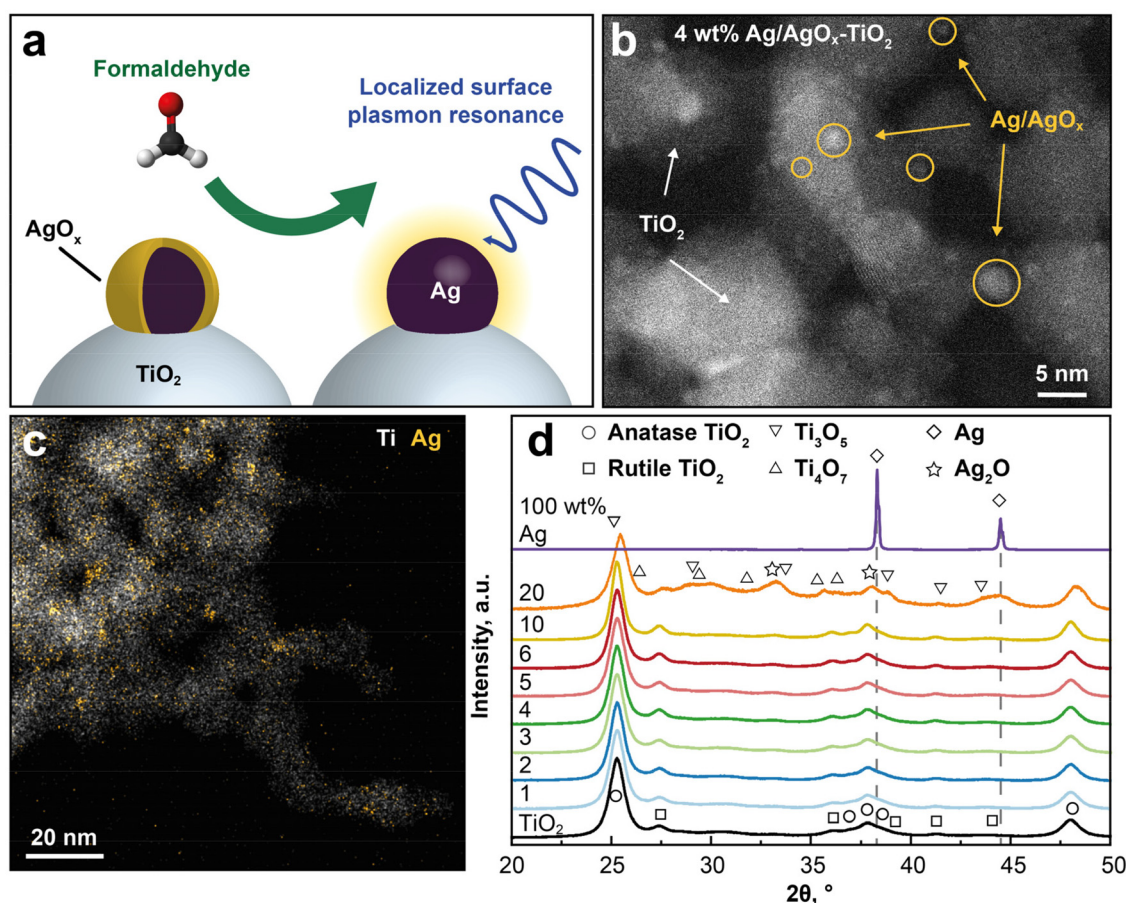 a
Formaldehyde
Localized surface
plasmon resonance
AgOₓ
Ag
TiO₂
b
4 wt% Ag/AgOₓ-TiO₂
Ag/AgOₓ
TiO₂
5 nm
c
Ti Ag
20 nm
d
Anatase TiO₂ Ti₃O₅ Ag
Rutile TiO₂ Ti₄O₇ Ag₂O
100 wt%
Ag
20
10
6
5
4
3
2
1
TiO₂
Intensity, a.u.
20 25 30 35 40 45 50
2θ, °